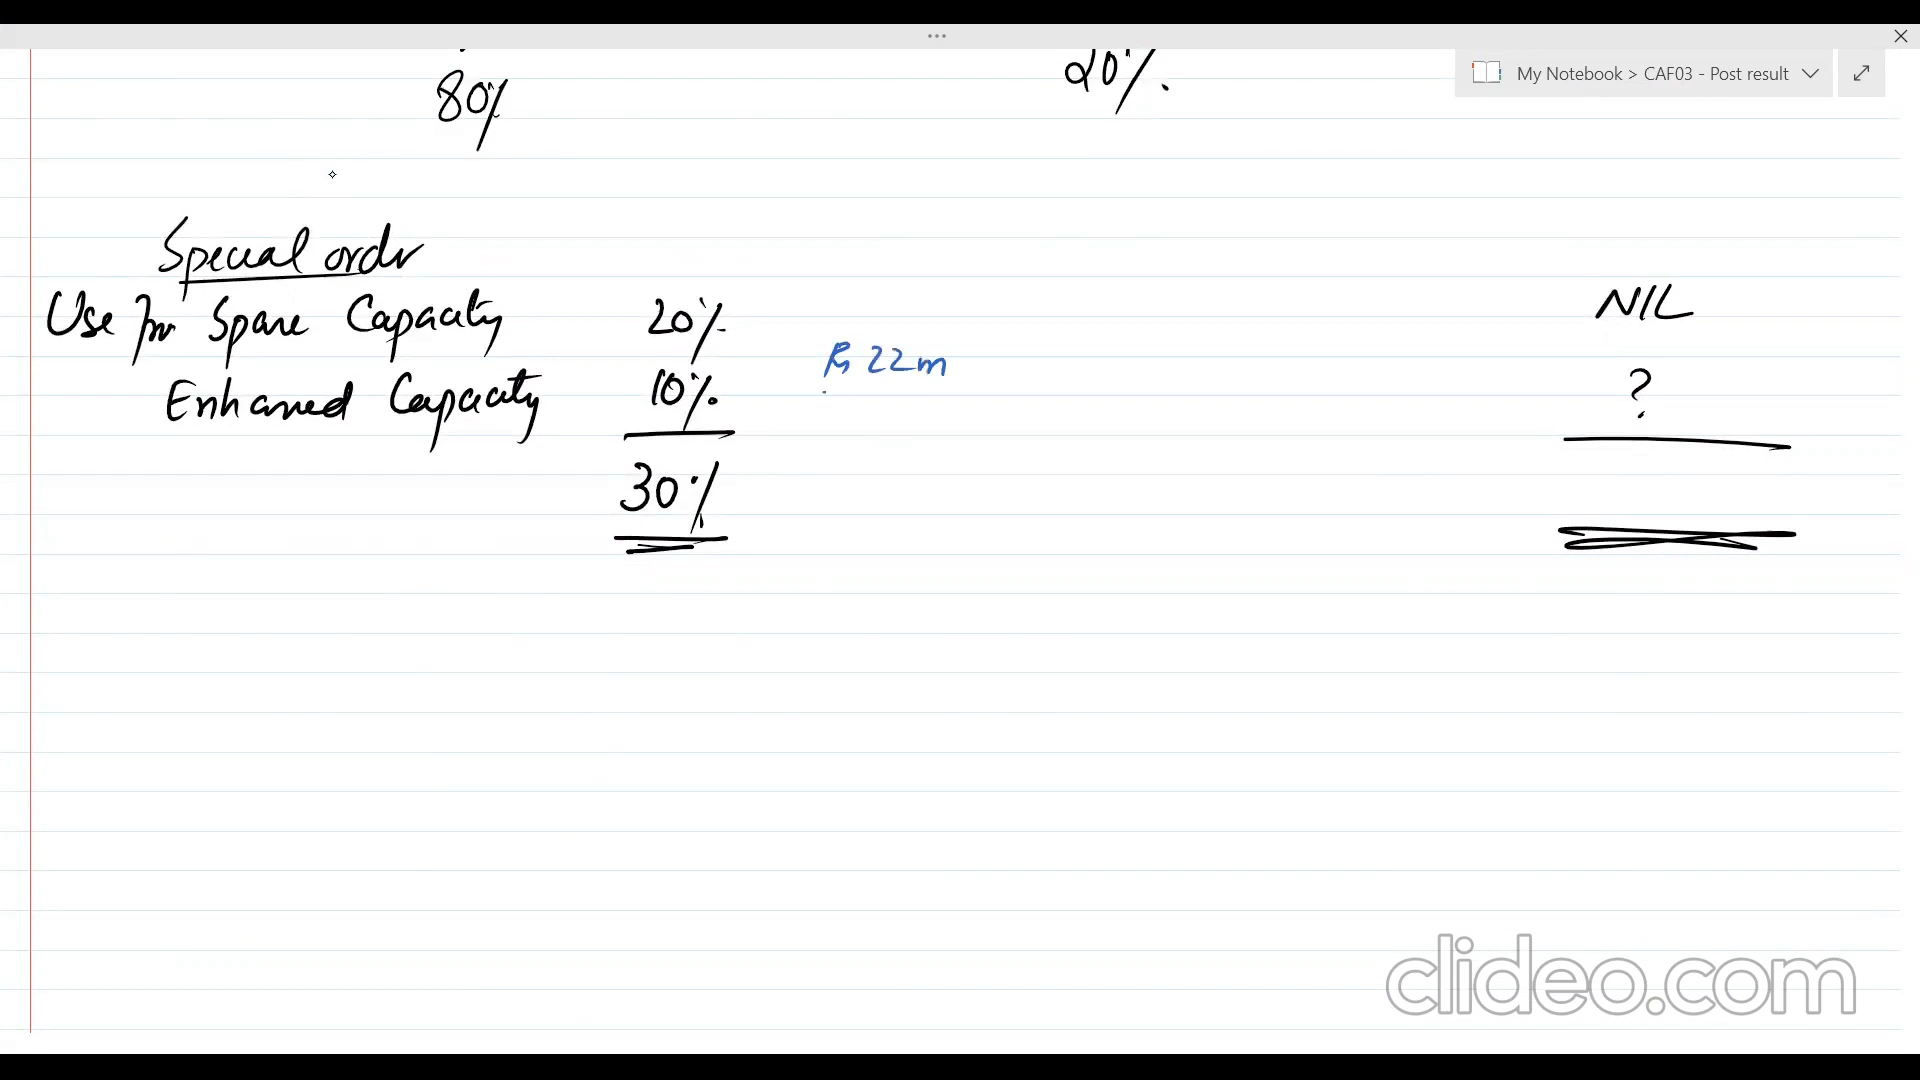 ...
My Notebook > CAF03 - Post result
80%
20%.
Special order
Use from Spare Capacity 20% NIL
Rs 22m
Enhanced Capacity 10% ?
30%
clideo.com